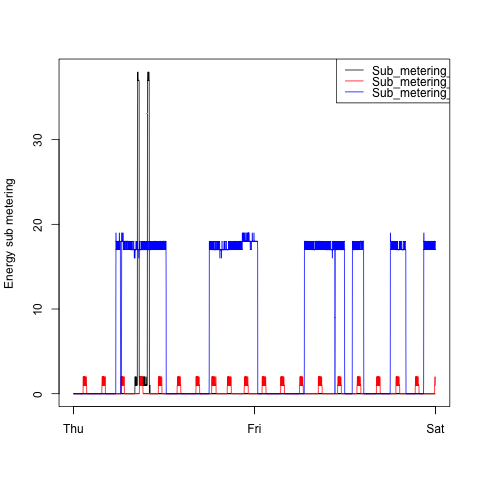 Sub_metering_
Sub_metering_
Sub_metering_
Energy sub metering
30
20
10
0
Thu Fri Sat